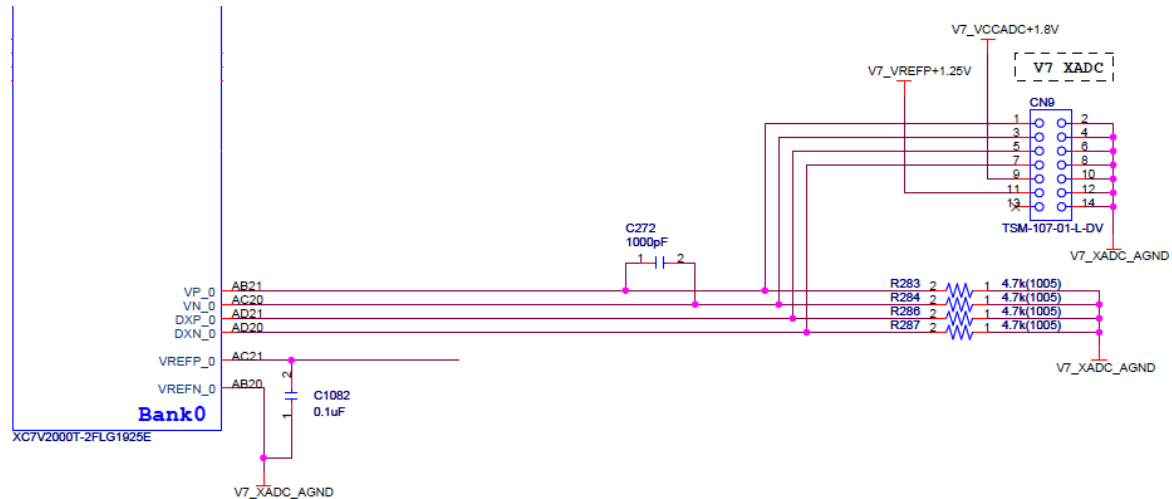 V7_VCCADC+1.8V
V7 XADC
V7_VREFP+1.25V
CN9
1 2
3 4
5 6
7 8
9 10
11 12
13 14
TSM-107-01-L-DV
V7_XADC_AGND
C272
1000pF
1 2
VP_0 AB21 R283 2 1 4.7k(1005)
VN_0 AC20 R284 2 1 4.7k(1005)
DXP_0 AD21 R286 2 1 4.7k(1005)
DXN_0 AD20 R287 2 1 4.7k(1005)
VREFP_0 AC21
V7_XADC_AGND
2
VREFN_0 AB20
C1082
0.1uF
1
Bank0
XC7V2000T-2FLG1925E
V7_XADC_AGND